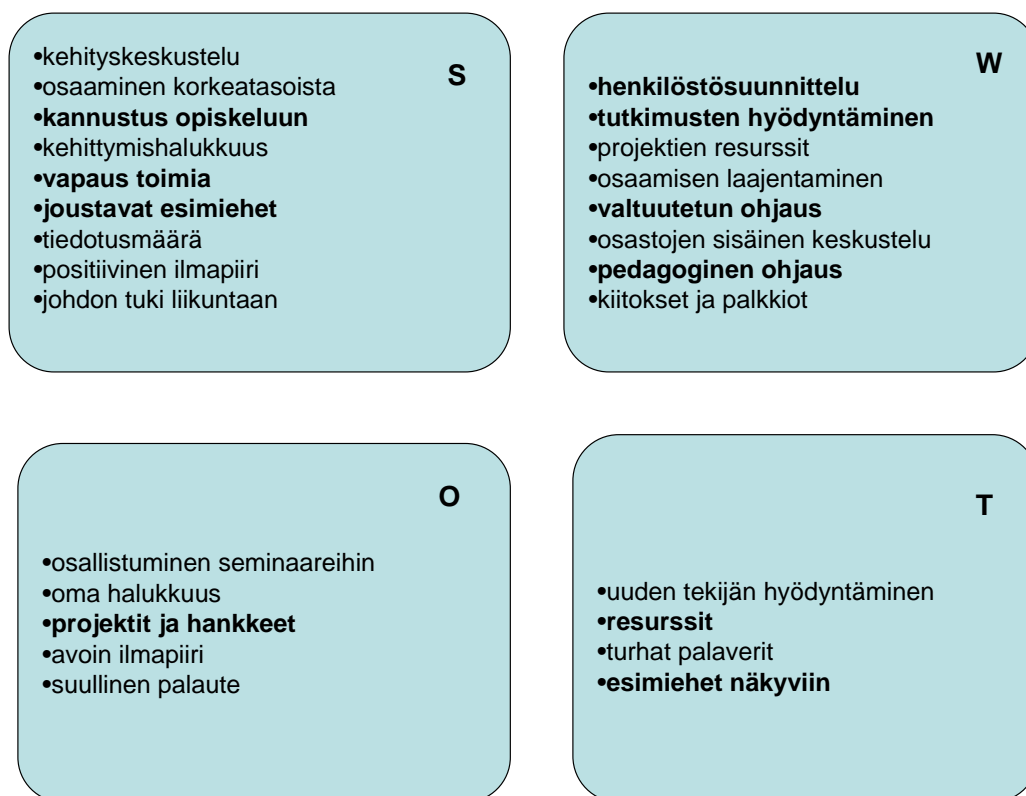 S
•kehityskeskustelu
•osaaminen korkeatasoista
•kannustus opiskeluun
•kehittymishalukkuus
•vapaus toimia
•joustavat esimiehet
•tiedotusmäärä
•positiivinen ilmapiiri
•johdon tuki liikuntaan
W
•henkilöstösuunnittelu
•tutkimusten hyödyntäminen
•projektien resurssit
•osaamisen laajentaminen
•valtuutetun ohjaus
•osastojen sisäinen keskustelu
•pedagoginen ohjaus
•kiitokset ja palkkiot
O
•osallistuminen seminaareihin
•oma halukkuus
•projektit ja hankkeet
•avoin ilmapiiri
•suullinen palaute
T
•uuden tekijän hyödyntäminen
•resurssit
•turhat palaverit
•esimiehet näkyviin